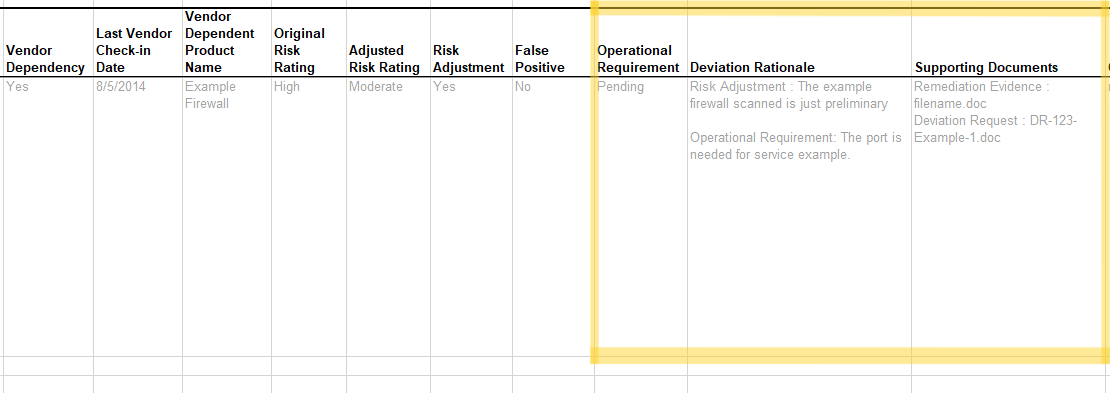 Vendor Dependency
Last Vendor Check-in Date
Vendor Dependent Product Name
Original Risk Rating
Adjusted Risk Rating
Risk Adjustment
False Positive
Operational Requirement
Deviation Rationale
Supporting Documents
Yes
8/5/2014
Example
Firewall
High
Moderate
Yes
No
Pending
Risk Adjustment : The example
firewall scanned is just preliminary
Operational Requirement: The port is
needed for service example.
Remediation Evidence :
filename.doc
Deviation Request : DR-123-
Example-1.doc